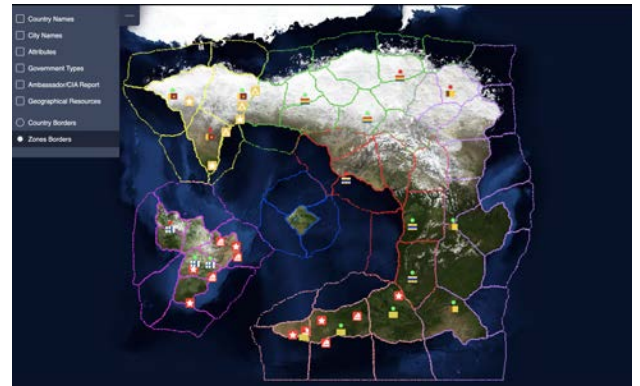 Country Names
City Names
Attributes
Government Types
Ambassador/CIA Report
Geographical Resources
Country Borders
Zones Borders